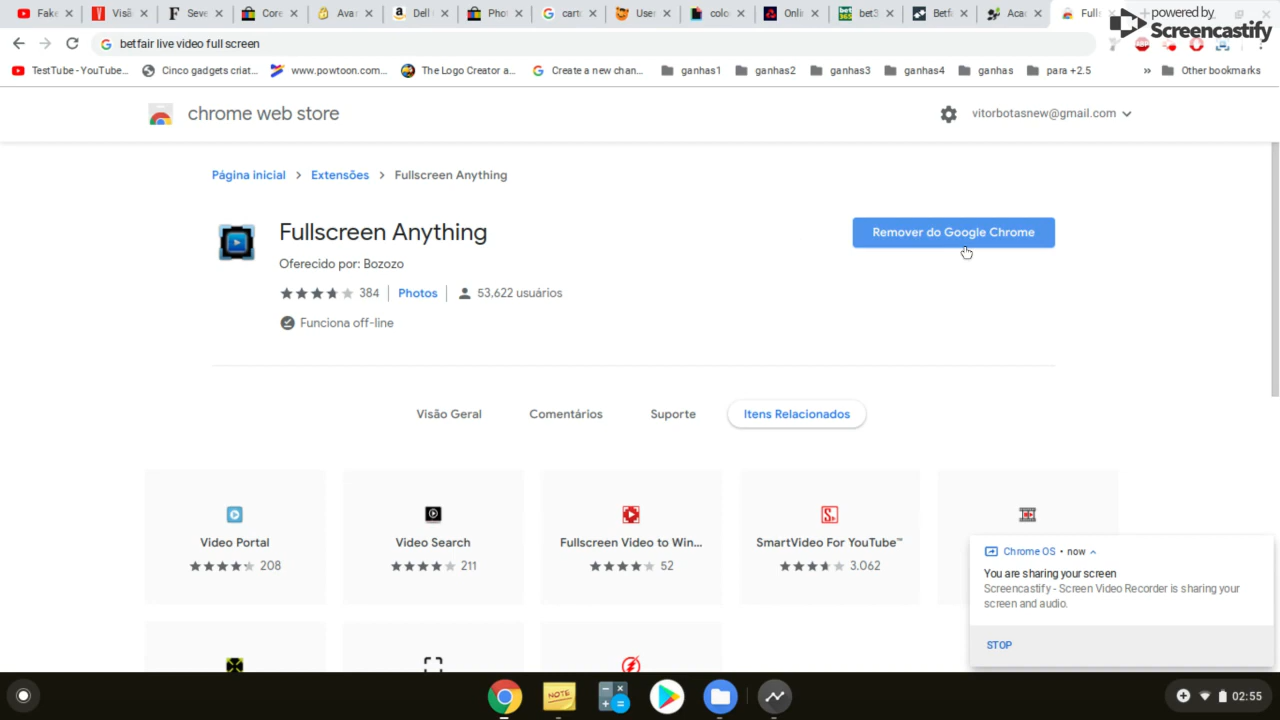 Fake
Visã
Seve
Core
Ava
Dell
Pho
carta
User
colo
Onli
bet3
Betf
Aca
Full
powered by
Screencastify
betfair live video full screen
TestTube - YouTube...
Cinco gadgets criat...
www.powtoon.com...
The Logo Creator a...
Create a new chan...
ganhas1
ganhas2
ganhas3
ganhas4
ganhas
para +2.5
»
Other bookmarks
chrome web store
vitorbotasnew@gmail.com
Página inicial > Extensões > Fullscreen Anything
Fullscreen Anything
Remover do Google Chrome
Oferecido por: Bozozo
384
Photos
53,622 usuários
Funciona off-line
Visão Geral
Comentários
Suporte
Itens Relacionados
Video Portal
208
Video Search
211
Fullscreen Video to Win...
52
SmartVideo For YouTube™
3.062
Chrome OS • now
You are sharing your screen
Screencastify - Screen Video Recorder is sharing your
screen and audio.
STOP
NOTE
02:55